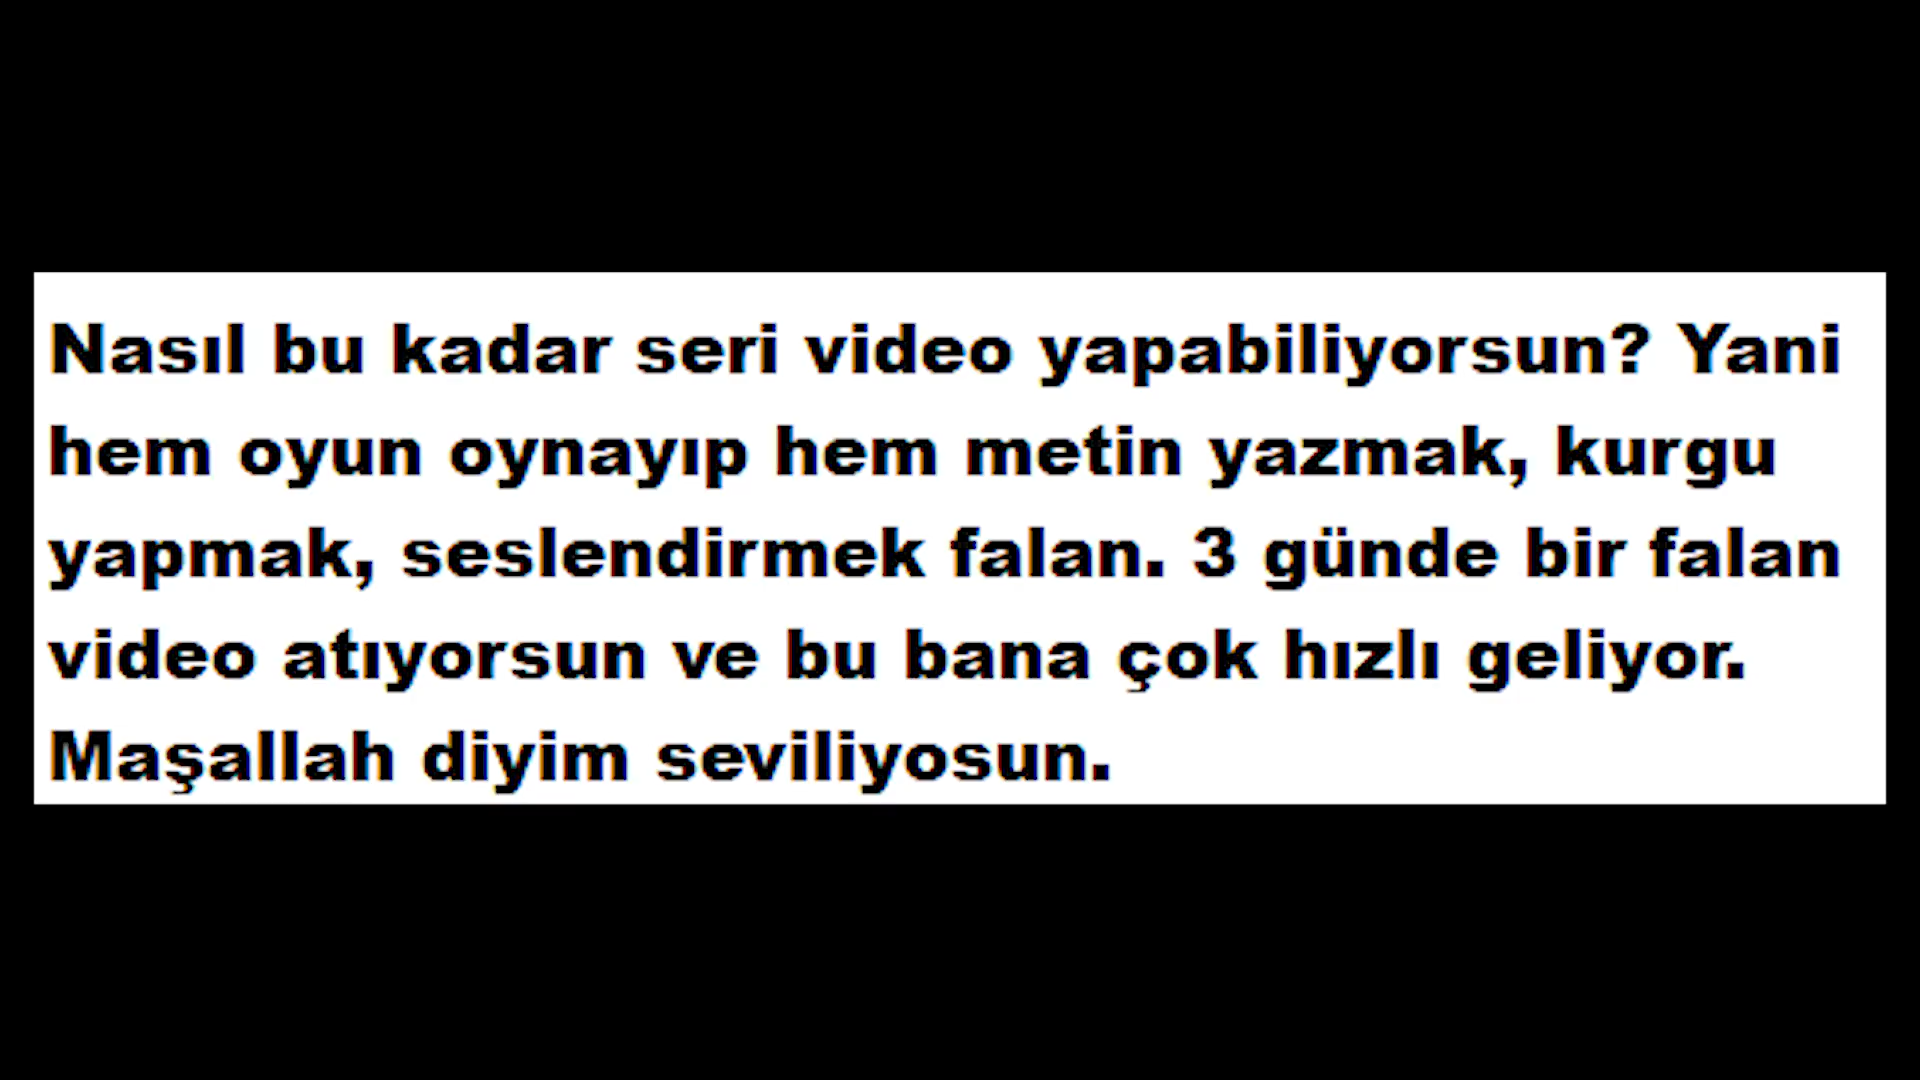 Nasıl bu kadar seri video yapabiliyorsun? Yani
hem oyun oynayıp hem metin yazmak, kurgu
yapmak, seslendirmek falan. 3 günde bir falan
video atıyorsun ve bu bana çok hızlı geliyor.
Maşallah diyim seviliyosun.